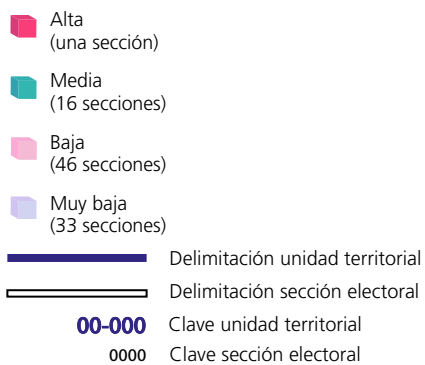 Alta
(una sección)
Media
(16 secciones)
Baja
(46 secciones)
Muy baja
(33 secciones)
Delimitación unidad territorial
Delimitación sección electoral
00-000 Clave unidad territorial
0000 Clave sección electoral